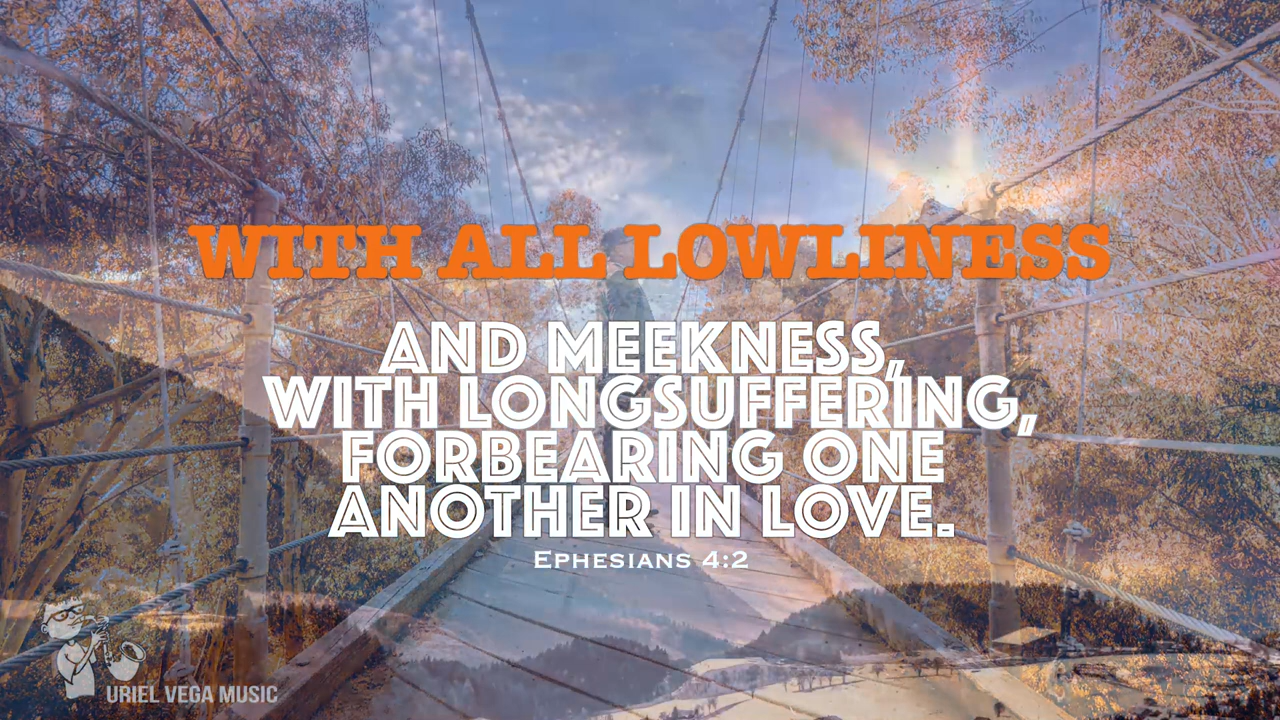 WITH ALL LOWLINESS
AND MEEKNESS,
WITH LONGSUFFERING,
FORBEARING ONE
ANOTHER IN LOVE.
EPHESIANS 4:2
URIEL VEGA MUSIC